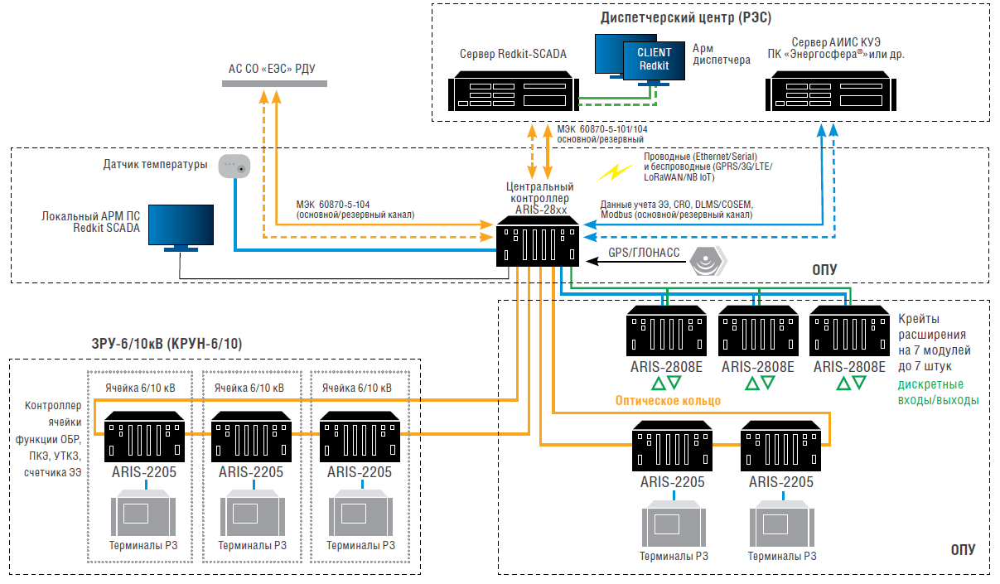 Диспетчерский центр (РЭС)
Сервер Redkit-SCADA
CLIENT
Redkit
Арм
диспетчера
Сервер АИИС КУЭ
ПК «Энергосфера®»или др.
АС СО «ЕЭС» РДУ
МЭК 60870-5-101/104
основной/резервный
Датчик температуры
Проводные (Ethernet/Serial)
и беспроводные (GPRS/3G/LTE/
LoRaWAN/NB IoT)
Центральный
контроллер
ARIS-28xx
Локальный АРМ ПС
Redkit SCADA
МЭК 60870-5-104
(основной/резервный канал)
Данные учета ЭЭ, CRO, DLMS/COSEM,
Modbus (основной/резервный канал)
GPS/ГЛОНАСС
ОПУ
ARIS-2808E
ARIS-2808E
ARIS-2808E
Крейты
расширения
на 7 модулей
до 7 штук
дискретные
входы/выходы
Оптическое кольцо
ARIS-2205
ARIS-2205
Терминалы РЗ
Терминалы РЗ
ОПУ
ЗРУ-6/10кВ (КРУН-6/10)
Ячейка 6/10 кВ
Ячейка 6/10 кВ
Ячейка 6/10 кВ
Контроллер
ячейки
функции ОБР,
ПКЭ, УТКЗ,
счетчика ЭЭ
ARIS-2205
ARIS-2205
ARIS-2205
Терминалы РЗ
Терминалы РЗ
Терминалы РЗ